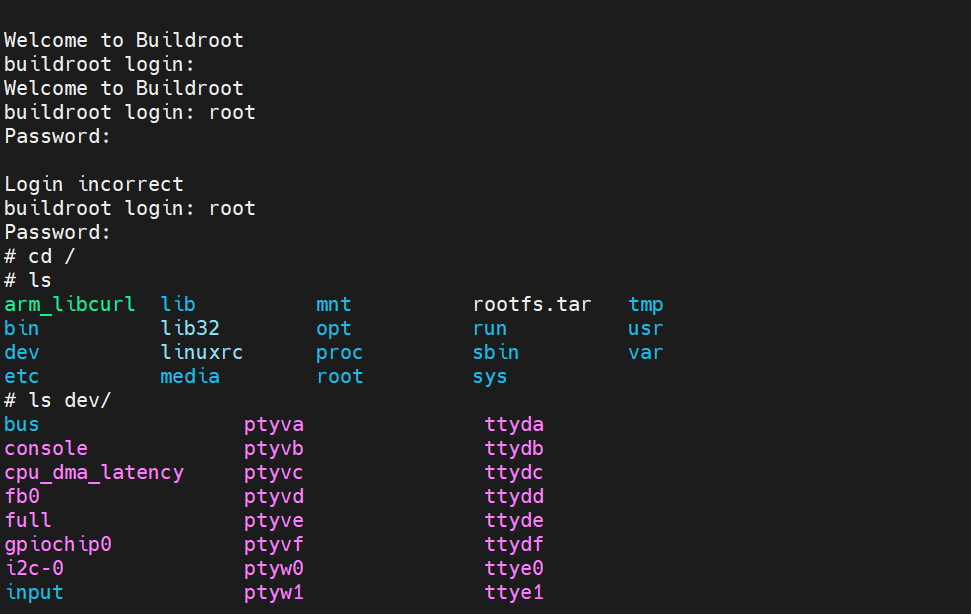 Welcome to Buildroot
buildroot login:
Welcome to Buildroot
buildroot login: root
Password:
Login incorrect
buildroot login: root
Password:
# cd /
# ls
arm_libcurl  lib          mnt          rootfs.tar   tmp
bin          lib32        opt          run          usr
dev          linuxrc      proc         sbin         var
etc          media        root         sys
# ls dev/
bus                 ptyva               ttyda
console             ptyvb               ttydb
cpu_dma_latency     ptyvc               ttydc
fb0                 ptyvd               ttydd
full                ptyve               ttyde
gpiochip0           ptyvf               ttydf
i2c-0               ptyw0               ttye0
input               ptyw1               ttye1